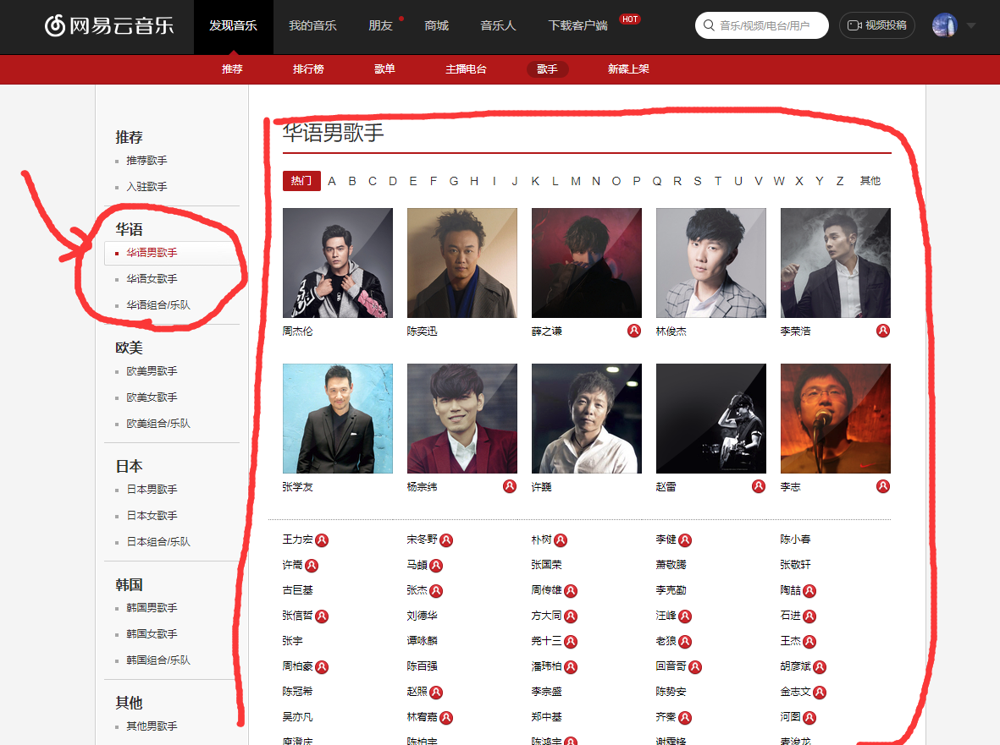 网易云音乐 发现音乐 我的音乐 朋友 商城 音乐人 下载客户端 HOT 音乐/视频/电台/用户 视频投稿
推荐 排行榜 歌单 主播电台 歌手 新碟上架
推荐
推荐歌手
入驻歌手
华语
华语男歌手
华语女歌手
华语组合/乐队
欧美
欧美男歌手
欧美女歌手
欧美组合/乐队
日本
日本男歌手
日本女歌手
日本组合/乐队
韩国
韩国男歌手
韩国女歌手
韩国组合/乐队
其他
其他男歌手
华语男歌手
热门 A B C D E F G H I J K L M N O P Q R S T U V W X Y Z 其他
周杰伦 陈奕迅 薛之谦 林俊杰 李荣浩
张学友 杨宗纬 许巍 赵雷 李志
王力宏 宋冬野 朴树 李健 陈小春
许嵩 马頔 张国荣 萧敬腾 张敬轩
古巨基 张杰 周传雄 李克勤 陶喆
张信哲 刘德华 方大同 汪峰 石进
张宇 谭咏麟 尧十三 老狼 王杰
周柏豪 陈百强 潘玮柏 回音哥 胡彦斌
陈冠希 赵照 李宗盛 陈势安 金志文
吴亦凡 林宥嘉 郑中基 齐秦 河图
庾澄庆 陈柏宇 陈鸿宇 谢霆锋 麦浚龙